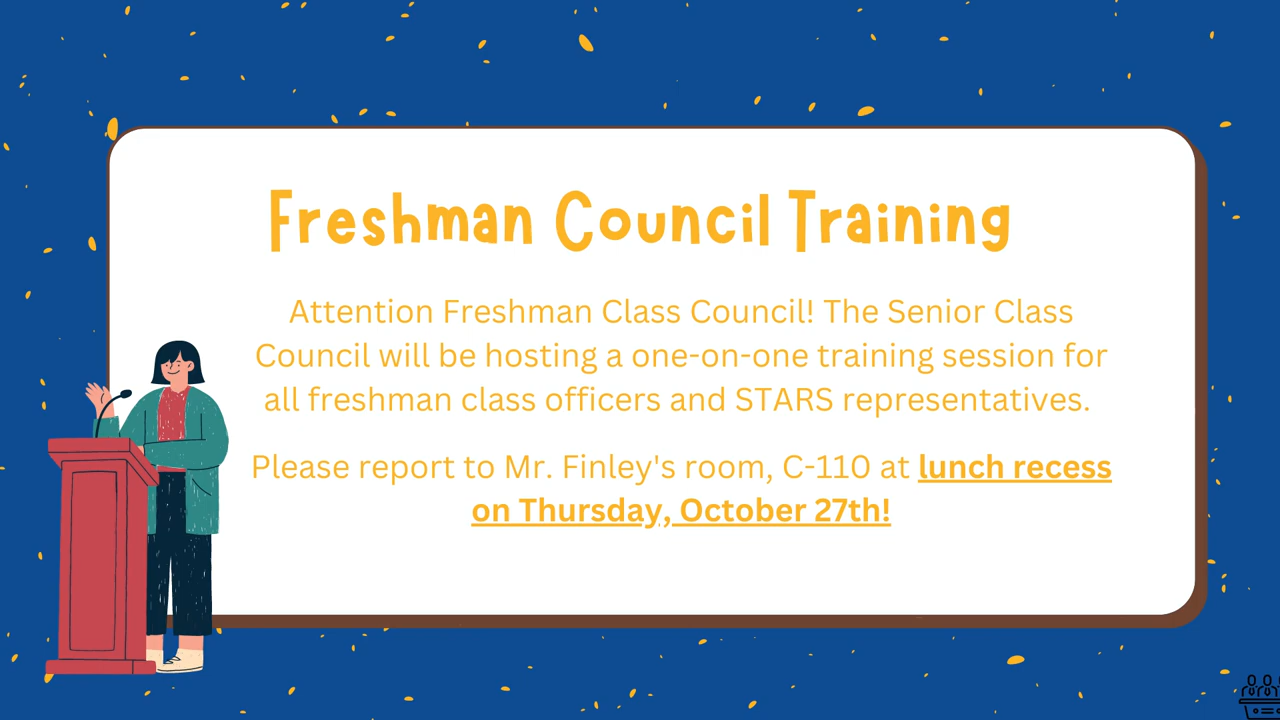 Freshman Council Training
Attention Freshman Class Council! The Senior Class
Council will be hosting a one-on-one training session for
all freshman class officers and STARS representatives.
Please report to Mr. Finley's room, C-110 at lunch recess
on Thursday, October 27th!